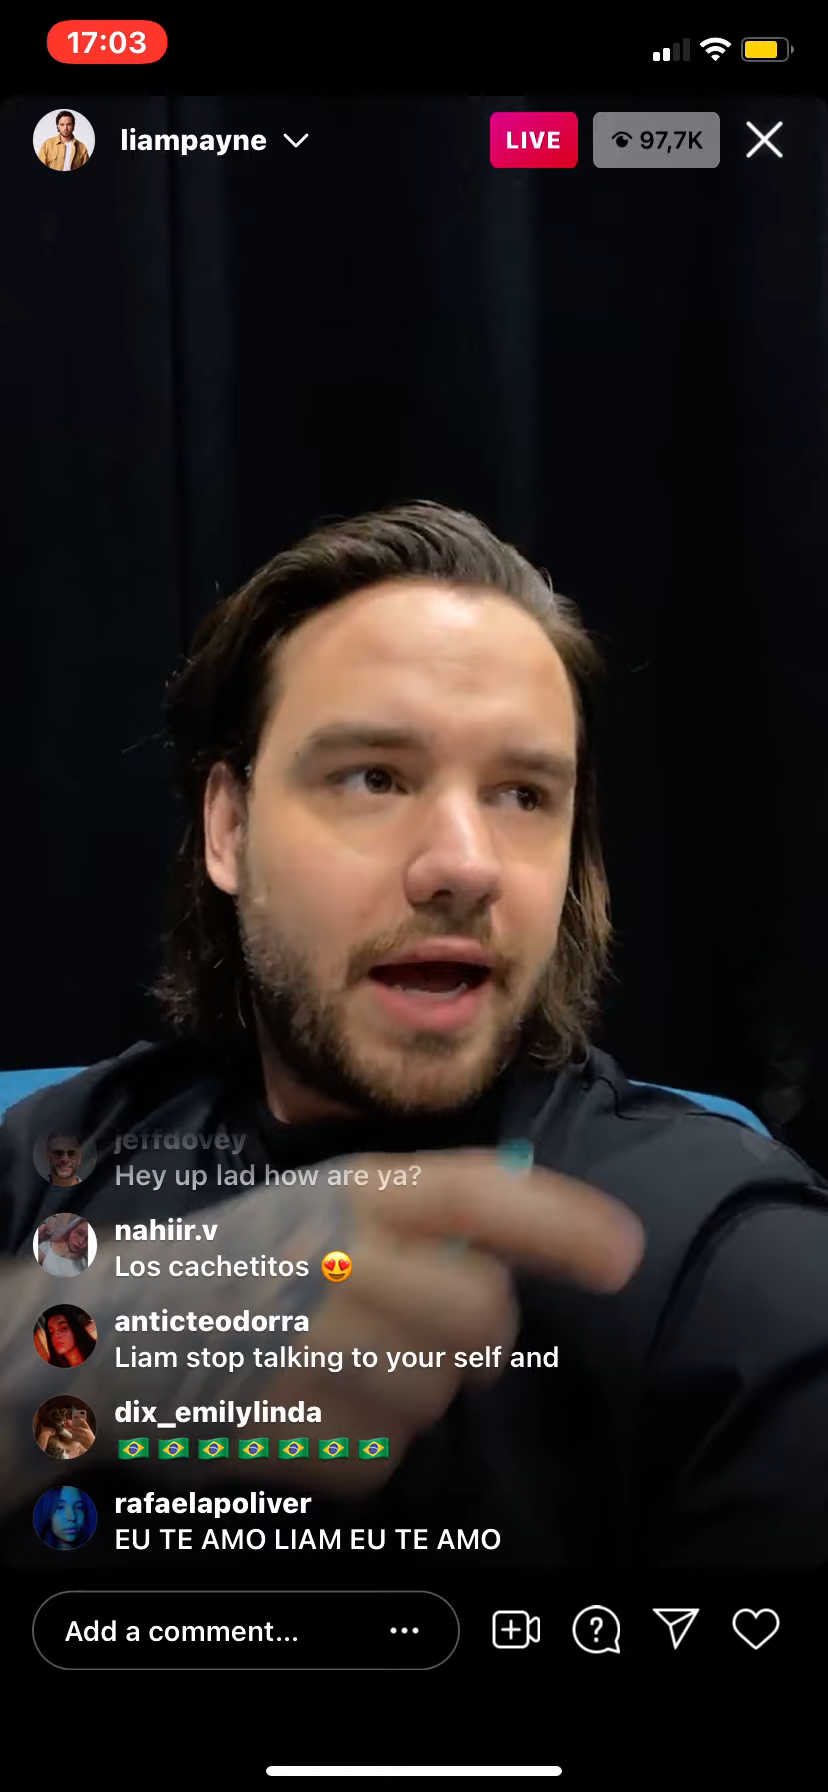 17:03
liampayne
LIVE
97,7K
jeffdovey
Hey up lad how are ya?
nahiir.v
Los cachetitos 😍
anticteodorra
Liam stop talking to your self and
dix_emilylinda
🇧🇷 🇧🇷 🇧🇷 🇧🇷 🇧🇷 🇧🇷 🇧🇷
rafaelapoliver
EU TE AMO LIAM EU TE AMO
Add a comment...